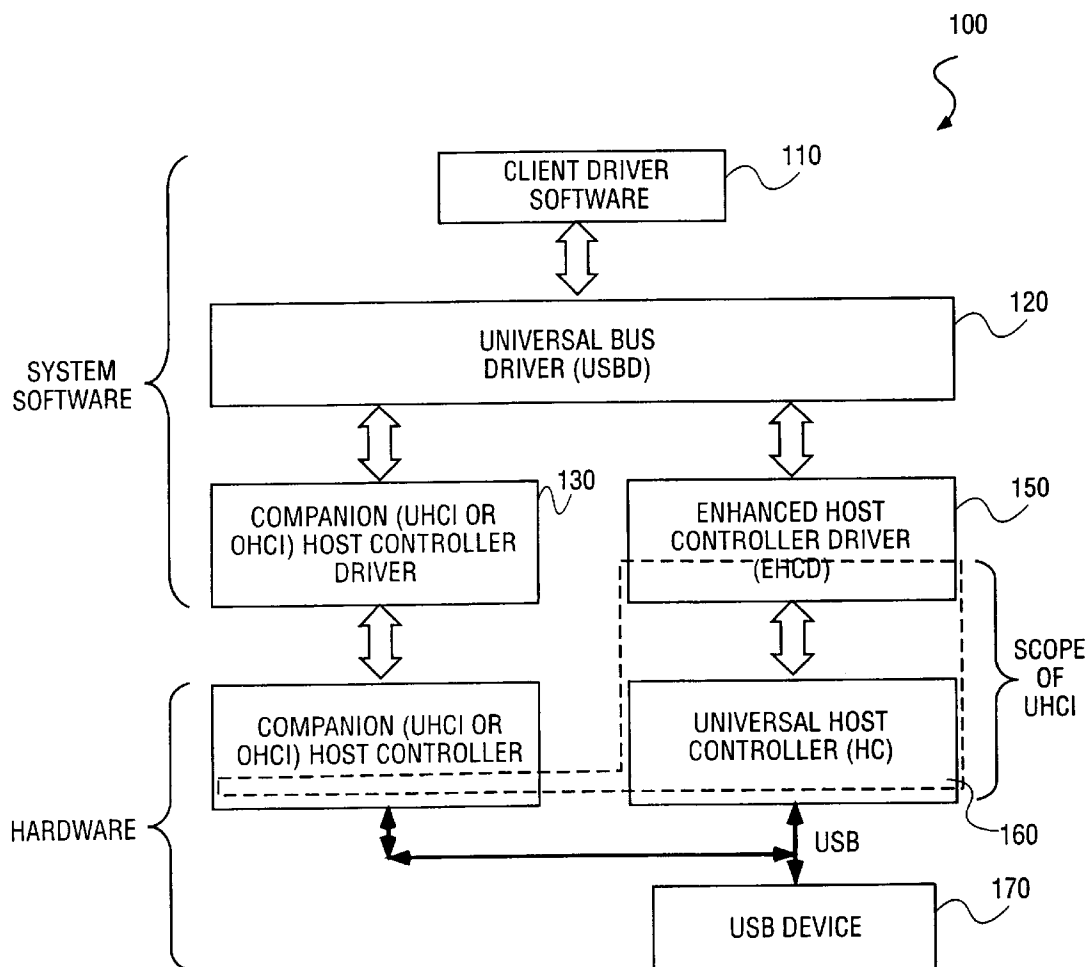 100
CLIENT DRIVER
SOFTWARE
110
UNIVERSAL BUS
DRIVER (USBD)
120
SYSTEM
SOFTWARE
COMPANION (UHCI OR
OHCI) HOST CONTROLLER
DRIVER
130
ENHANCED HOST
CONTROLLER DRIVER
(EHCD)
150
SCOPE
OF
UHCI
COMPANION (UHCI OR
OHCI) HOST CONTROLLER
UNIVERSAL HOST
CONTROLLER (HC)
160
HARDWARE
USB
USB DEVICE
170